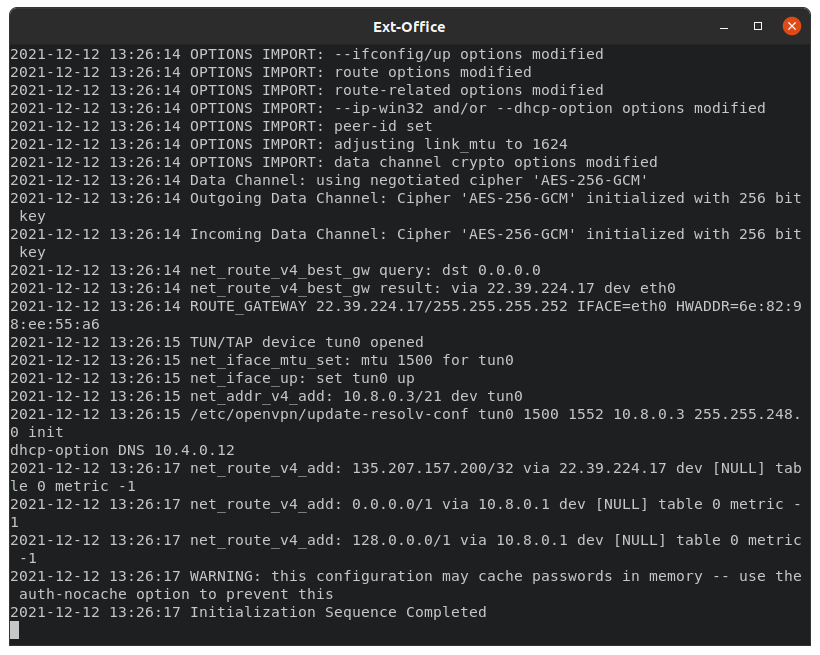 Ext-Office
2021-12-12 13:26:14 OPTIONS IMPORT: --ifconfig/up options modified
2021-12-12 13:26:14 OPTIONS IMPORT: route options modified
2021-12-12 13:26:14 OPTIONS IMPORT: route-related options modified
2021-12-12 13:26:14 OPTIONS IMPORT: --ip-win32 and/or --dhcp-option options modified
2021-12-12 13:26:14 OPTIONS IMPORT: peer-id set
2021-12-12 13:26:14 OPTIONS IMPORT: adjusting link_mtu to 1624
2021-12-12 13:26:14 OPTIONS IMPORT: data channel crypto options modified
2021-12-12 13:26:14 Data Channel: using negotiated cipher 'AES-256-GCM'
2021-12-12 13:26:14 Outgoing Data Channel: Cipher 'AES-256-GCM' initialized with 256 bit
 key
2021-12-12 13:26:14 Incoming Data Channel: Cipher 'AES-256-GCM' initialized with 256 bit
 key
2021-12-12 13:26:14 net_route_v4_best_gw query: dst 0.0.0.0
2021-12-12 13:26:14 net_route_v4_best_gw result: via 22.39.224.17 dev eth0
2021-12-12 13:26:14 ROUTE_GATEWAY 22.39.224.17/255.255.255.252 IFACE=eth0 HWADDR=6e:82:9
8:ee:55:a6
2021-12-12 13:26:15 TUN/TAP device tun0 opened
2021-12-12 13:26:15 net_iface_mtu_set: mtu 1500 for tun0
2021-12-12 13:26:15 net_iface_up: set tun0 up
2021-12-12 13:26:15 net_addr_v4_add: 10.8.0.3/21 dev tun0
2021-12-12 13:26:15 /etc/openvpn/update-resolv-conf tun0 1500 1552 10.8.0.3 255.255.248.
0 init
dhcp-option DNS 10.4.0.12
2021-12-12 13:26:17 net_route_v4_add: 135.207.157.200/32 via 22.39.224.17 dev [NULL] tab
le 0 metric -1
2021-12-12 13:26:17 net_route_v4_add: 0.0.0.0/1 via 10.8.0.1 dev [NULL] table 0 metric -
1
2021-12-12 13:26:17 net_route_v4_add: 128.0.0.0/1 via 10.8.0.1 dev [NULL] table 0 metric
 -1
2021-12-12 13:26:17 WARNING: this configuration may cache passwords in memory -- use the
 auth-nocache option to prevent this
2021-12-12 13:26:17 Initialization Sequence Completed